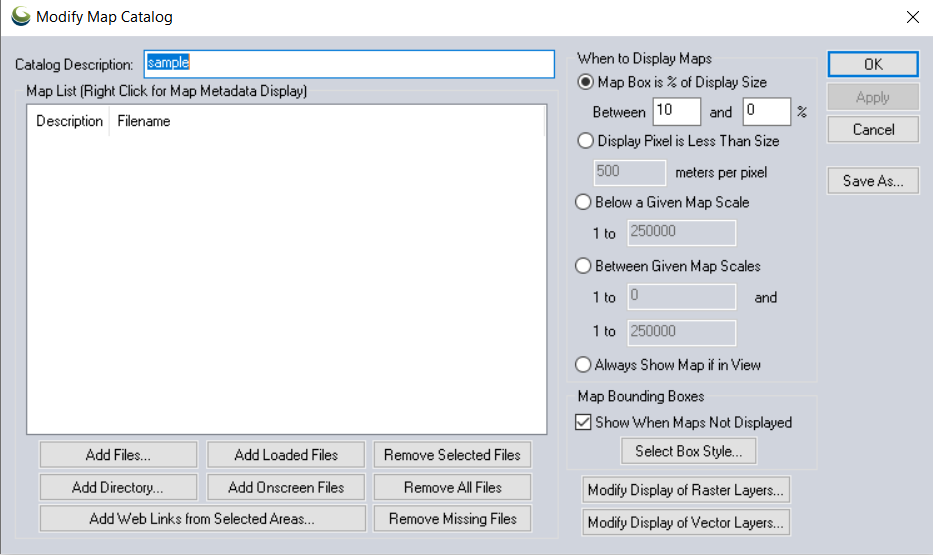 Modify Map Catalog
Catalog Description: sample
Map List (Right Click for Map Metadata Display)
Description Filename
Add Files... Add Loaded Files Remove Selected Files
Add Directory... Add Onscreen Files Remove All Files
Add Web Links from Selected Areas... Remove Missing Files
When to Display Maps
Map Box is % of Display Size
Between 10 and 0 %
Display Pixel is Less Than Size
500 meters per pixel
Below a Given Map Scale
1 to 250000
Between Given Map Scales
1 to 0 and
1 to 250000
Always Show Map if in View
Map Bounding Boxes
Show When Maps Not Displayed
Select Box Style...
Modify Display of Raster Layers...
Modify Display of Vector Layers...
OK
Apply
Cancel
Save As...